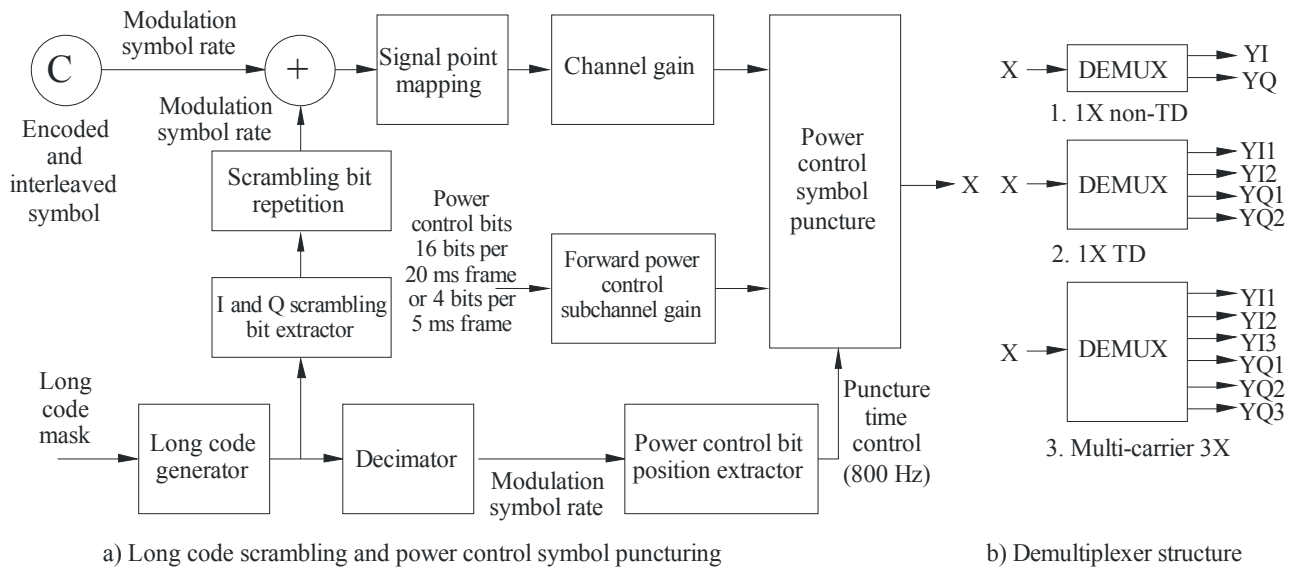 Modulation
symbol rate
C
+
Signal point
mapping
Channel gain
Encoded and
interleaved
symbol
Modulation
symbol rate
Scrambling bit
repetition
I and Q scrambling
bit extractor
Power
control bits
16 bits per
20 ms frame
or 4 bits per
5 ms frame
Forward power
control
subchannel gain
Power
control
symbol
puncture
X
Long
code
mask
Long code
generator
Decimator
Modulation
symbol rate
Power control bit
position extractor
Puncture
time
control
(800 Hz)
a) Long code scrambling and power control symbol puncturing
X
DEMUX
YI
YQ
1. 1X non-TD
X
DEMUX
YI1
YI2
YQ1
YQ2
2. 1X TD
X
DEMUX
YI1
YI2
YI3
YQ1
YQ2
YQ3
3. Multi-carrier 3X
b) Demultiplexer structure